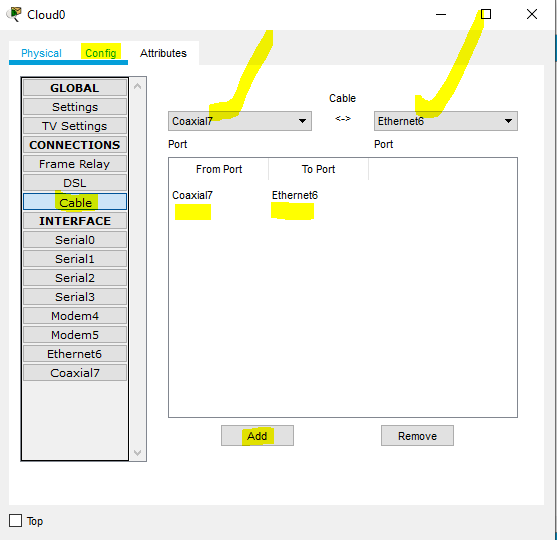 Cloud0
Physical Config Attributes
GLOBAL
Settings
TV Settings
CONNECTIONS
Frame Relay
DSL
Cable
INTERFACE
Serial0
Serial1
Serial2
Serial3
Modem4
Modem5
Ethernet6
Coaxial7
Cable
Coaxial7 <-> Ethernet6
Port Port
From Port To Port
Coaxial7 Ethernet6
Add Remove
Top